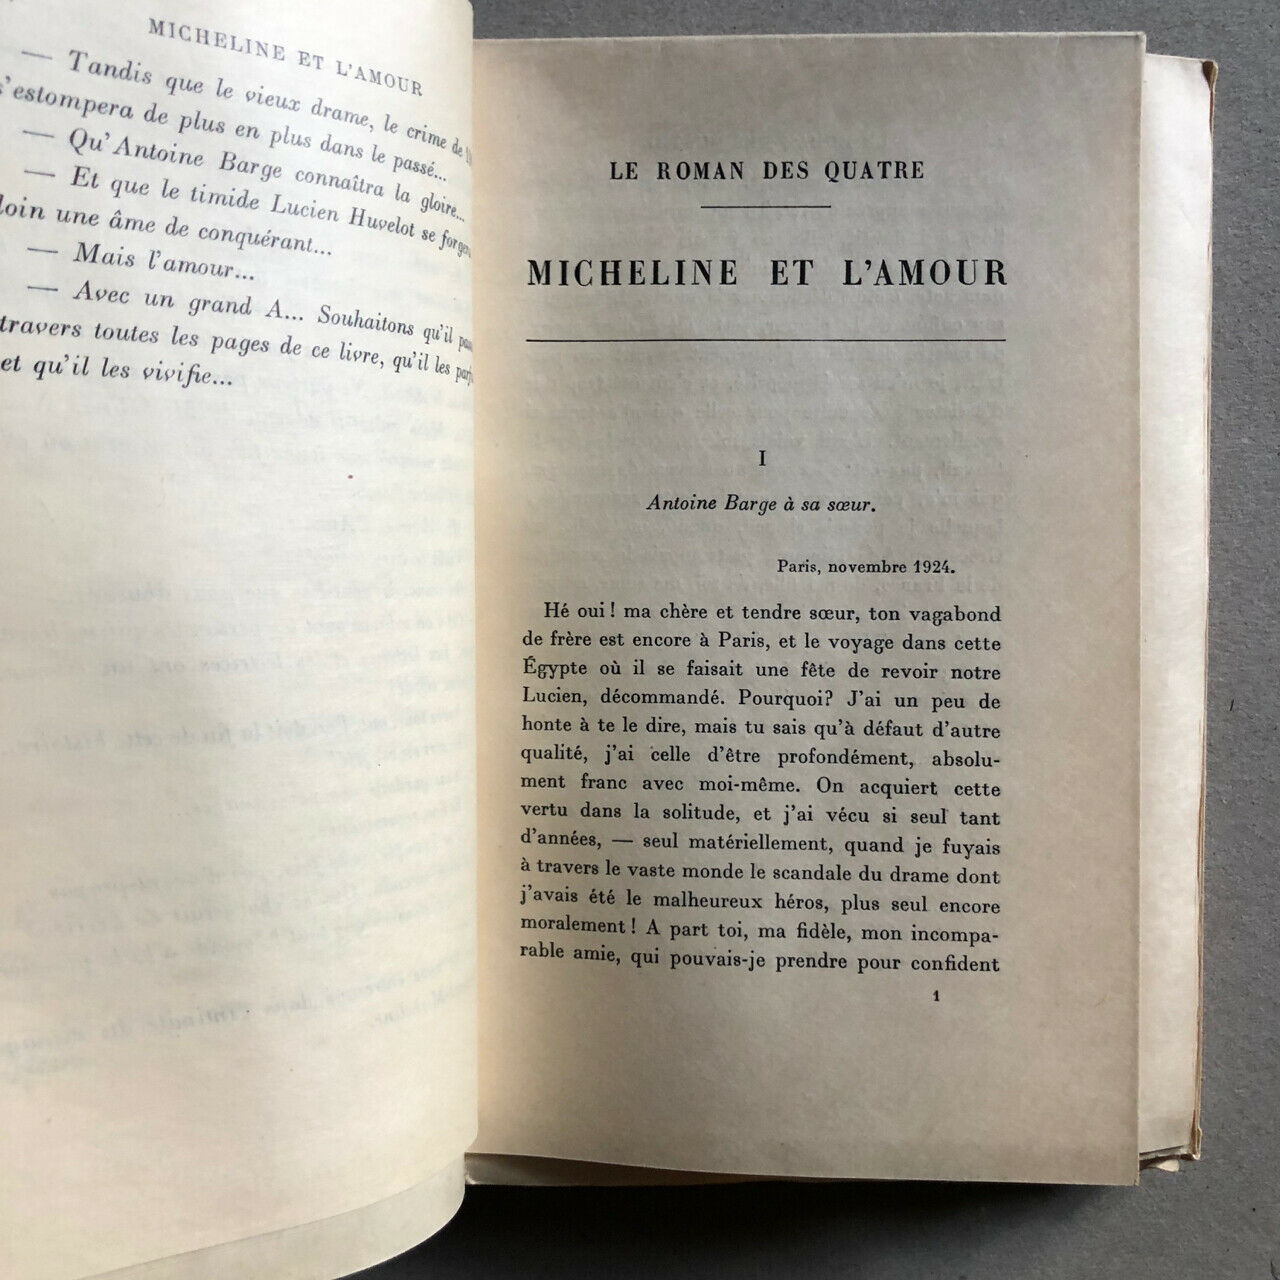 MICHELINE ET L'AMOUR
— Tandis que le vieux drame, le crime de
s'estompera de plus en plus dans le passé...
— Qu'Antoine Barge connaîtra la gloire...
— Et que le timide Lucien Huvelot se forgera
loin une âme de conquérant...
— Mais l'amour...
— Avec un grand A... Souhaitons qu'il
travers toutes les pages de ce livre, qu'il les
et qu'il les vivifie...
LE ROMAN DES QUATRE
MICHELINE ET L'AMOUR
I
Antoine Barge à sa sœur.
Paris, novembre 1924.
Hé oui! ma chère et tendre sœur, ton vagabond
de frère est encore à Paris, et le voyage dans cette
Égypte où il se faisait une fête de revoir notre
Lucien, décommandé. Pourquoi? J'ai un peu de
honte à te le dire, mais tu sais qu'à défaut d'autre
qualité, j'ai celle d'être profondément, absolu-
ment franc avec moi-même. On acquiert cette
vertu dans la solitude, et j'ai vécu si seul tant
d'années, — seul matériellement, quand je fuyais
à travers le vaste monde le scandale du drame dont
j'avais été le malheureux héros, plus seul encore
moralement! A part toi, ma fidèle, mon incompa-
rable amie, qui pouvais-je prendre pour confident
1